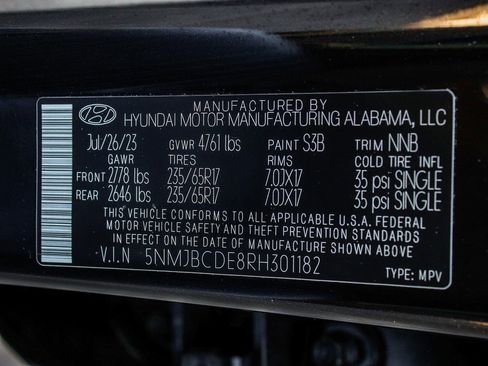 MANUFACTURED BY
HYUNDAI MOTOR MANUFACTURING ALABAMA, LLC
Jul/26/23 GVWR 4761 lbs PAINT S3B TRIM NNB
GAWR TIRES RIMS COLD TIRE INFL
FRONT 2778 lbs 235/65R17 7.0JX17 35 psi SINGLE
REAR 2646 lbs 235/65R17 7.0JX17 35 psi SINGLE
THIS VEHICLE CONFORMS TO ALL APPLICABLE U.S.A. FEDERAL
MOTOR VEHICLE SAFETY AND THEFT PREVENTION STANDARDS
IN EFFECT ON THE DATE OF MANUFACTURE SHOWN ABOVE.
V.I.N 5NMJBCDE8RH301182
TYPE: MPV